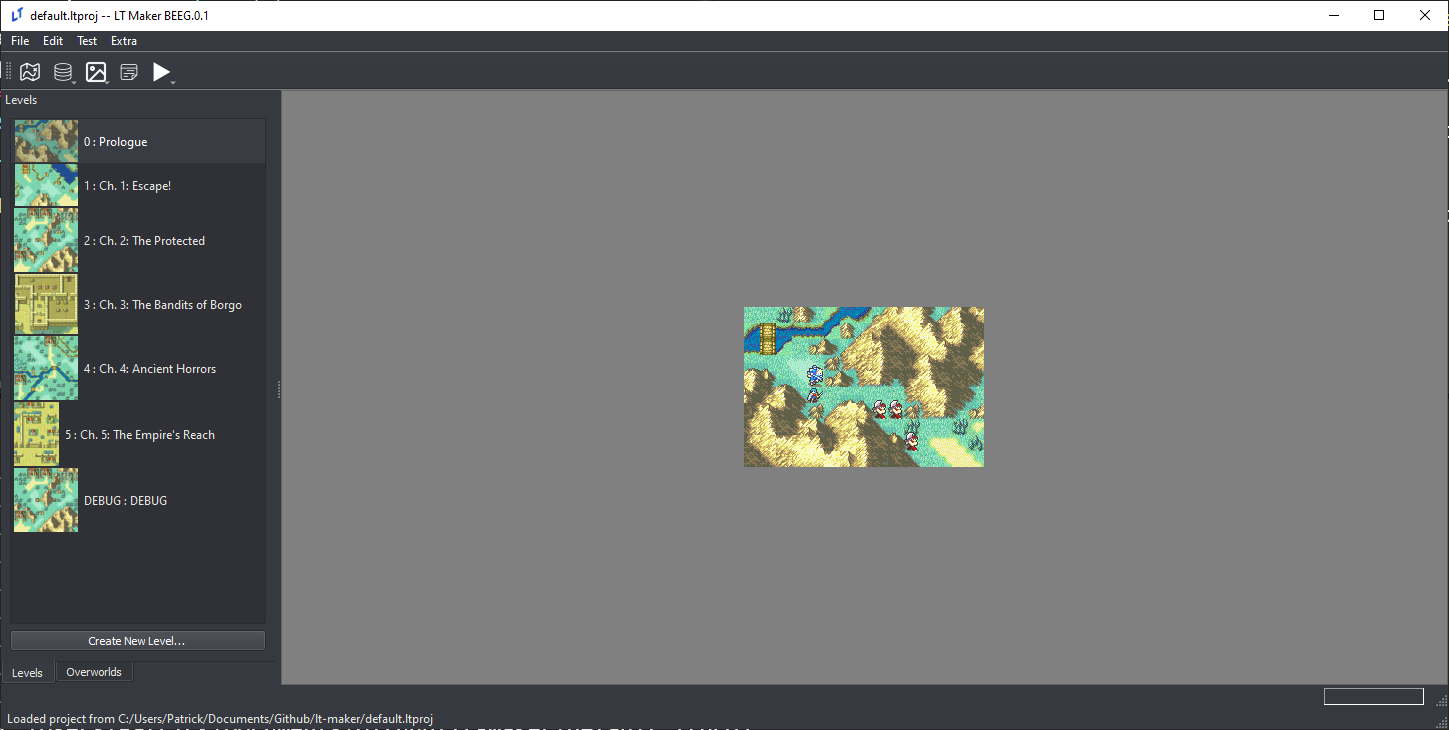 LT default.ltproj -- LT Maker BEEG.0.1
File Edit Test Extra
Levels
0 : Prologue
1 : Ch. 1: Escape!
2 : Ch. 2: The Protected
3 : Ch. 3: The Bandits of Borgo
4 : Ch. 4: Ancient Horrors
5 : Ch. 5: The Empire's Reach
DEBUG : DEBUG
Create New Level...
Levels Overworlds
Loaded project from C:/Users/Patrick/Documents/Github/lt-maker/default.ltproj